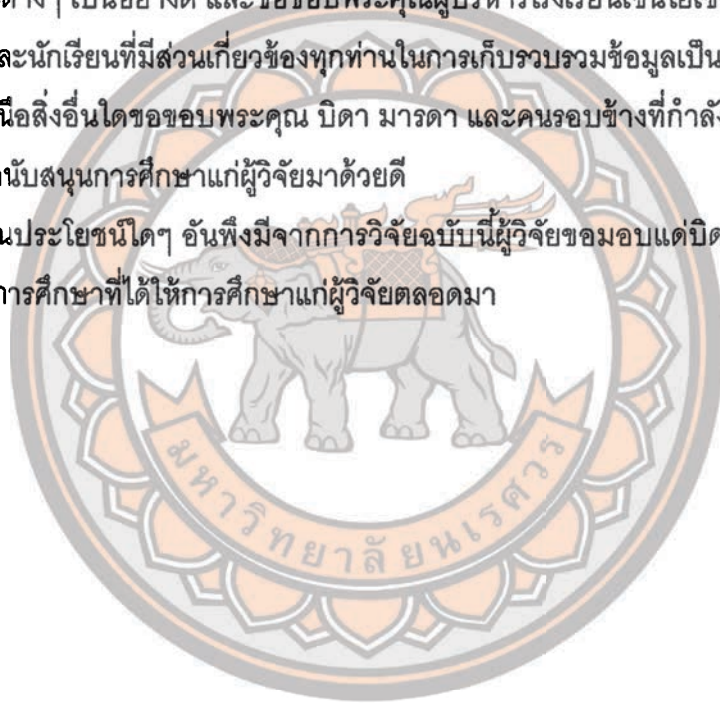 ต่างๆ เป็นอย่างดี และขอขอบพระคุณผู้บริหารโรงเรียน
ละนักเรียนที่มีส่วนเกี่ยวข้องทุกท่านในการเก็บรวบรวมข้อมูลเป็น
นือสิ่งอื่นใดขอขอบพระคุณ บิดา มารดา และคนรอบข้างที่กำลัง
นับสนุนการศึกษาแก่ผู้วิจัยมาด้วยดี
นประโยชน์ใดๆ อันพึงมีจากการวิจัยฉบับนี้ผู้วิจัยขอมอบแด่บิด
การศึกษาที่ได้ให้การศึกษาแก่ผู้วิจัยตลอดมา
มหาวิทยาลัยนเรศวร